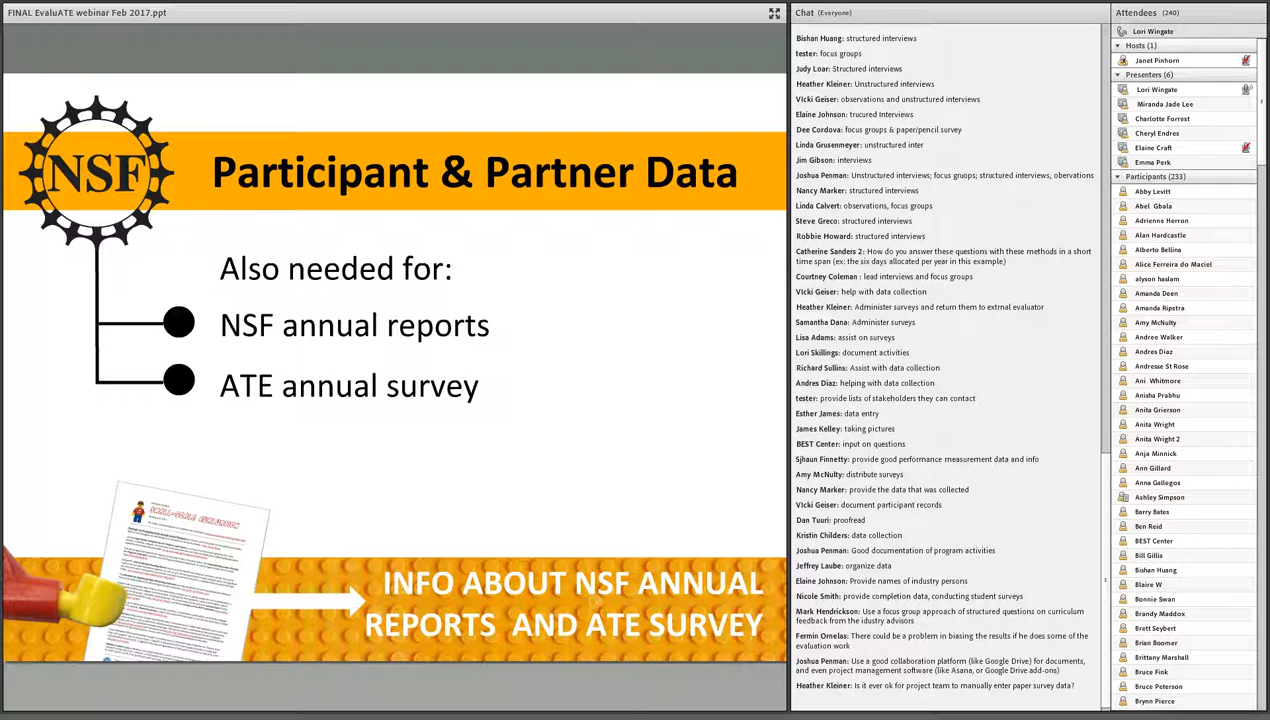 FINAL EvaluATE webinar Feb 2017.ppt
NSF
Participant & Partner Data
Also needed for:
NSF annual reports
ATE annual survey
SMALL-SCALE EVALUATION
INFO ABOUT NSF ANNUAL
REPORTS AND ATE SURVEY
Chat (Everyone)
Bishan Huang: structured interviews
tester: focus groups
Judy Loar: Structured interviews
Heather Kleiner: Unstructured interviews
VIcki Geiser: observations and unstructured interviews
Elaine Johnson: trucured Interviews
Dee Cordova: focus groups & paper/pencil survey
Linda Grusenmeyer: unstructured inter
Jim Gibson: interviews
Joshua Penman: Unstructured interviews; focus gruops; structured interviews, obervations
Nancy Marker: structured interviews
Linda Calvert: observations, focus groups
Steve Greco: structured interviews
Robbie Howard: structured interviews
Catherine Sanders 2: How do you answer these questions with these methods in a short
time span (ex: the six days allocated per year in this example)
Courtney Coleman : lead interviews and focus groups
VIcki Geiser: help with data collection
Heather Kleiner: Administer surveys and return them to extrnal evaluator
Samantha Dana: Administer surveys
Lisa Adams: assist on surveys
Lori Skillings: document activities
Richard Sullins: Assist with data collection
Andres Diaz: helping with data collection
tester: provide lists of stakeholders they can contact
Esther James: data entry
James Kelley: taking pictures
BEST Center: input on questions
Sjhaun Finnetty: provide good performance measurement data and info
Amy McNulty: distribute surveys
Nancy Marker: provide the data that was collected
VIcki Geiser: document participant records
Dan Tuuri: proofread
Kristin Childers: data collection
Joshua Penman: Good documentation of program activities
Jeffrey Laube: organize data
Elaine Johnson: Provide names of industry persons
Nicole Smith: provide completion data, conducting student surveys
Mark Hendrickson: Use a focus group approach of structured questions on curriculum
feedback from the idustry advisors
Fermin Ornelas: There could be a problem in biasing the results if he does some of the
evaluation work
Joshua Penman: Use a good collaboration platform (like Google Drive) for documents,
and even project management software (like Asana, or Google Drive add-ons)
Heather Kleiner: Is it ever ok for project team to manually enter paper survey data?
Attendees (240)
Lori Wingate
Hosts (1)
Janet Pinhorn
Presenters (6)
Lori Wingate
Miranda Jade Lee
Charlotte Forrest
Cheryl Endres
Elaine Craft
Emma Perk
Participants (233)
Abby Levitt
Abel Gbala
Adrienne Herron
Alan Hardcastle
Alberto Bellina
Alice Ferreira do Maciel
alyson haslam
Amanda Deen
Amanda Ripstra
Amy McNulty
Andree Walker
Andres Diaz
Andresse St Rose
Ani Whitmore
Anisha Prabhu
Anita Grierson
Anita Wright
Anita Wright 2
Anja Minnick
Ann Gillard
Anna Gallegos
Ashley Simpson
Barry Bates
Ben Reid
BEST Center
Bill Gillis
Bishan Huang
Blaire W
Bonnie Swan
Brandy Maddox
Brett Seybert
Brian Boomer
Brittany Marshall
Bruce Fink
Bruce Peterson
Brynn Pierce